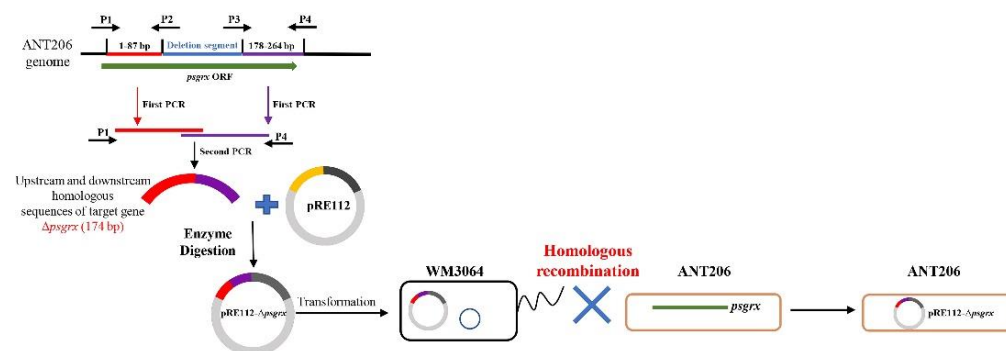 P1 P2 P3 P4
ANT206
genome
1-87 bp Deletion segment 178-264 bp
psgrx ORF
First PCR First PCR
P1 P4
Second PCR
Upstream and downstream
homologous
sequences of target gene
Δpsgrx (174 bp)
pRE112
Enzyme
Digestion
pRE112-Δpsgrx
Transformation
WM3064
Homologous
recombination
ANT206
psgrx
ANT206
pRE112-Δpsgrx